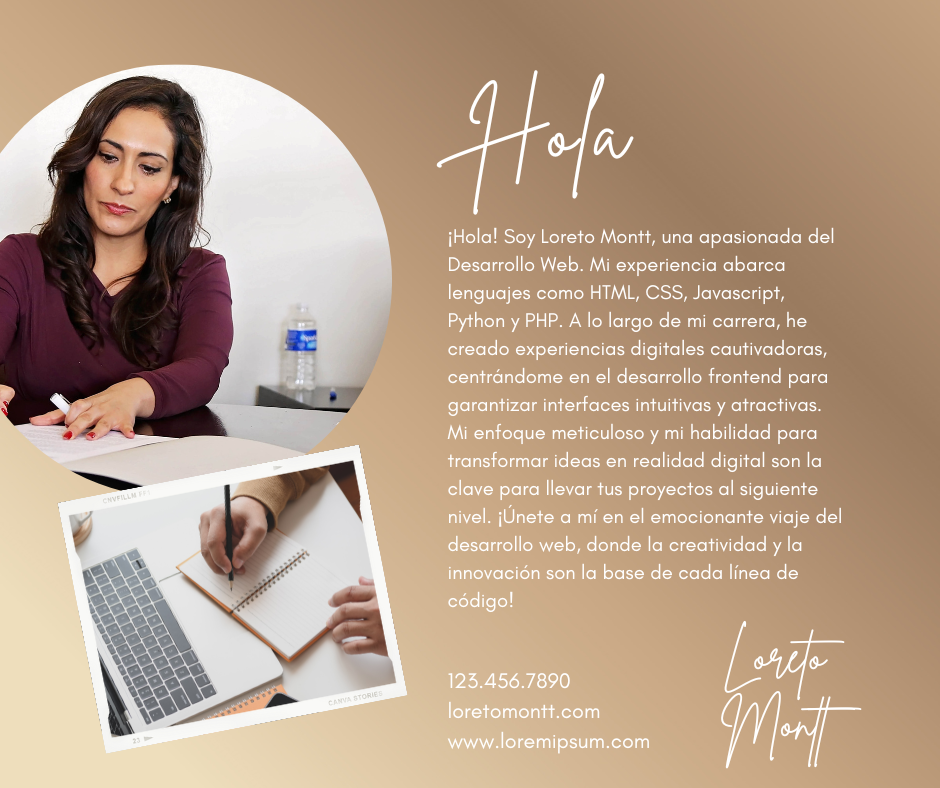 Hola
¡Hola! Soy Loreto Montt, una apasionada del
Desarrollo Web. Mi experiencia abarca
lenguajes como HTML, CSS, Javascript,
Python y PHP. A lo largo de mi carrera, he
creado experiencias digitales cautivadoras,
centrándome en el desarrollo frontend para
garantizar interfaces intuitivas y atractivas.
Mi enfoque meticuloso y mi habilidad para
transformar ideas en realidad digital son la
clave para llevar tus proyectos al siguiente
nivel. ¡Únete a mí en el emocionante viaje del
desarrollo web, donde la creatividad y la
innovación son la base de cada línea de
código!
123.456.7890
loretomontt.com
www.loremipsum.com
Loreto
Montt
CANVA STORIES
23